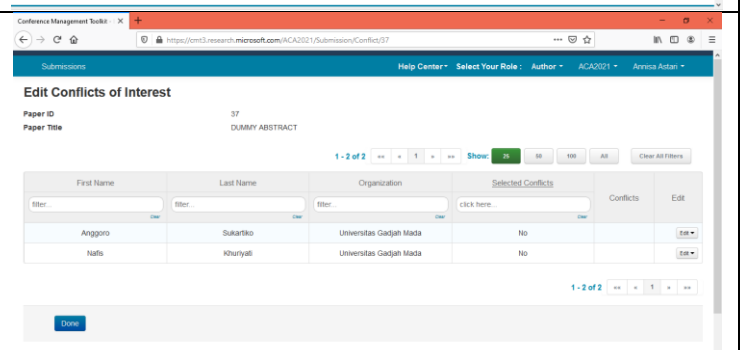 Conference Management Toolkit - 
https://cmt3.research.microsoft.com/ACA2021/Submission/Conflict/37
Submissions Help Center Select Your Role : Author ACA2021 Annisa Astari
Edit Conflicts of Interest
Paper ID 37
Paper Title DUMMY ABSTRACT
1 - 2 of 2 «« « 1 » »» Show: 25 50 100 All Clear All Filters
First Name Last Name Organization Selected Conflicts Conflicts Edit
filter... filter... filter... click here...
Clear Clear Clear Clear
Anggoro Sukartiko Universitas Gadjah Mada No Edit
Nafis Khuriyati Universitas Gadjah Mada No Edit
1 - 2 of 2 «« « 1 » »»
Done